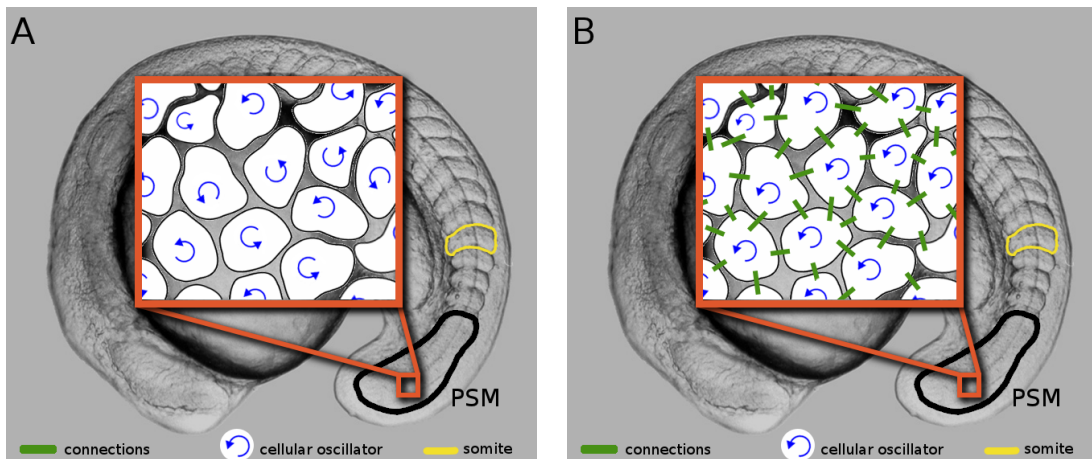 A
PSM
connections cellular oscillator somite
B
PSM
connections cellular oscillator somite